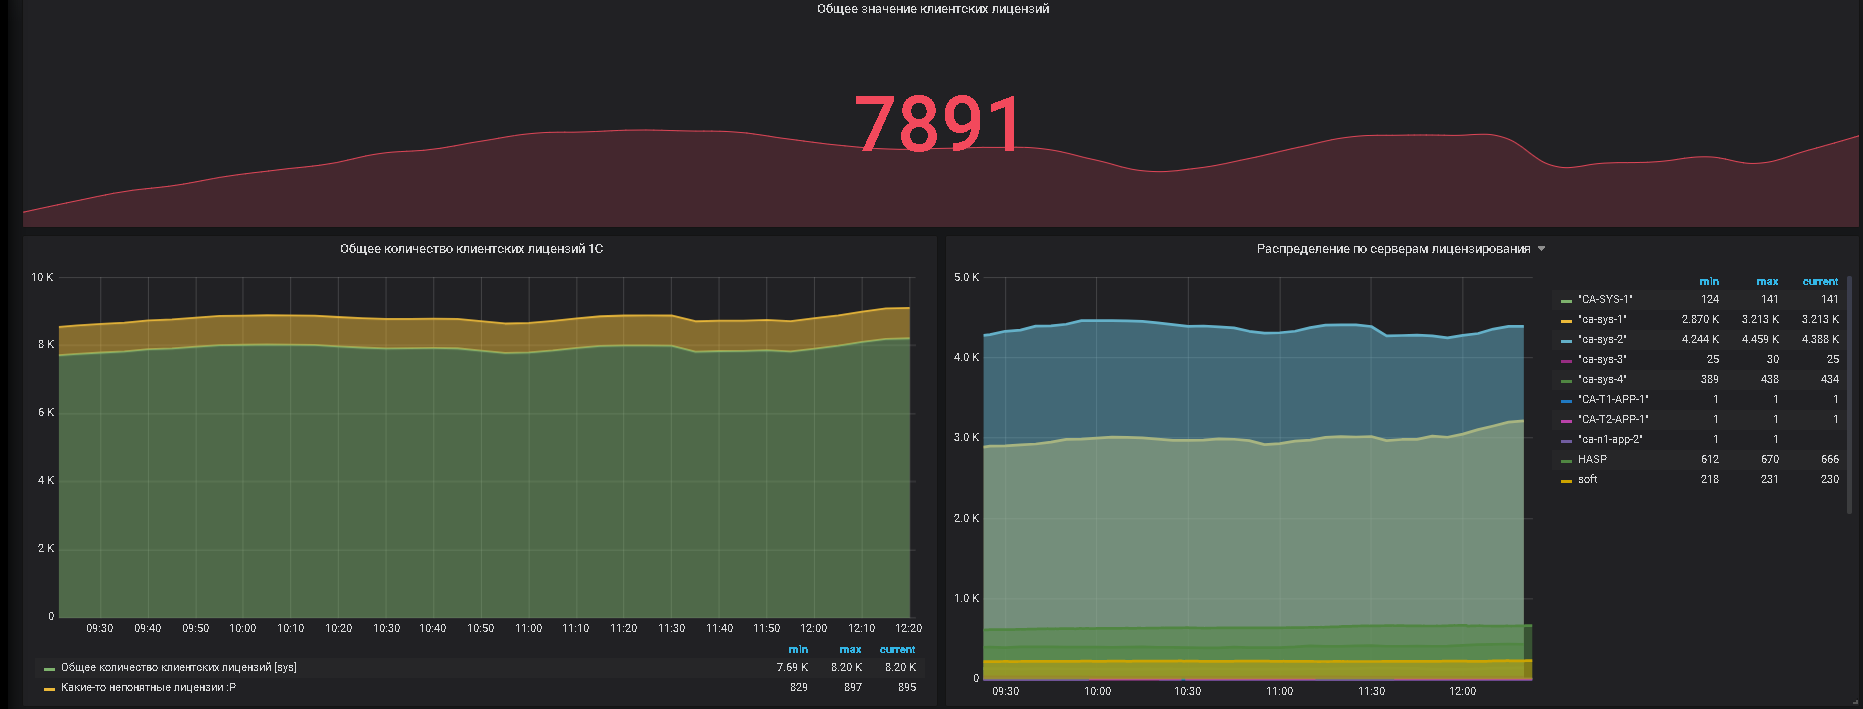 Общее значение клиентских лицензий
7891
Общее количество клиентских лицензий 1С
10 K
8 K
6 K
4 K
2 K
0
09:30 09:40 09:50 10:00 10:10 10:20 10:30 10:40 10:50 11:00 11:10 11:20 11:30 11:40 11:50 12:00 12:10 12:20
min max current
Общее количество клиентских лицензий [sys] 7.69 K 8.20 K 8.20 K
Какие-то непонятные лицензии :P 829 897 895
Распределение по серверам лицензирования
5.0 K
4.0 K
3.0 K
2.0 K
1.0 K
0
09:30 10:00 10:30 11:00 11:30 12:00
min max current
"CA-SYS-1" 124 141 141
"ca-sys-1" 2.870 K 3.213 K 3.213 K
"ca-sys-2" 4.244 K 4.459 K 4.388 K
"ca-sys-3" 25 30 25
"ca-sys-4" 389 438 434
"CA-T1-APP-1" 1 1 1
"CA-T2-APP-1" 1 1 1
"ca-n1-app-2" 1 1
HASP 612 670 666
soft 218 231 230